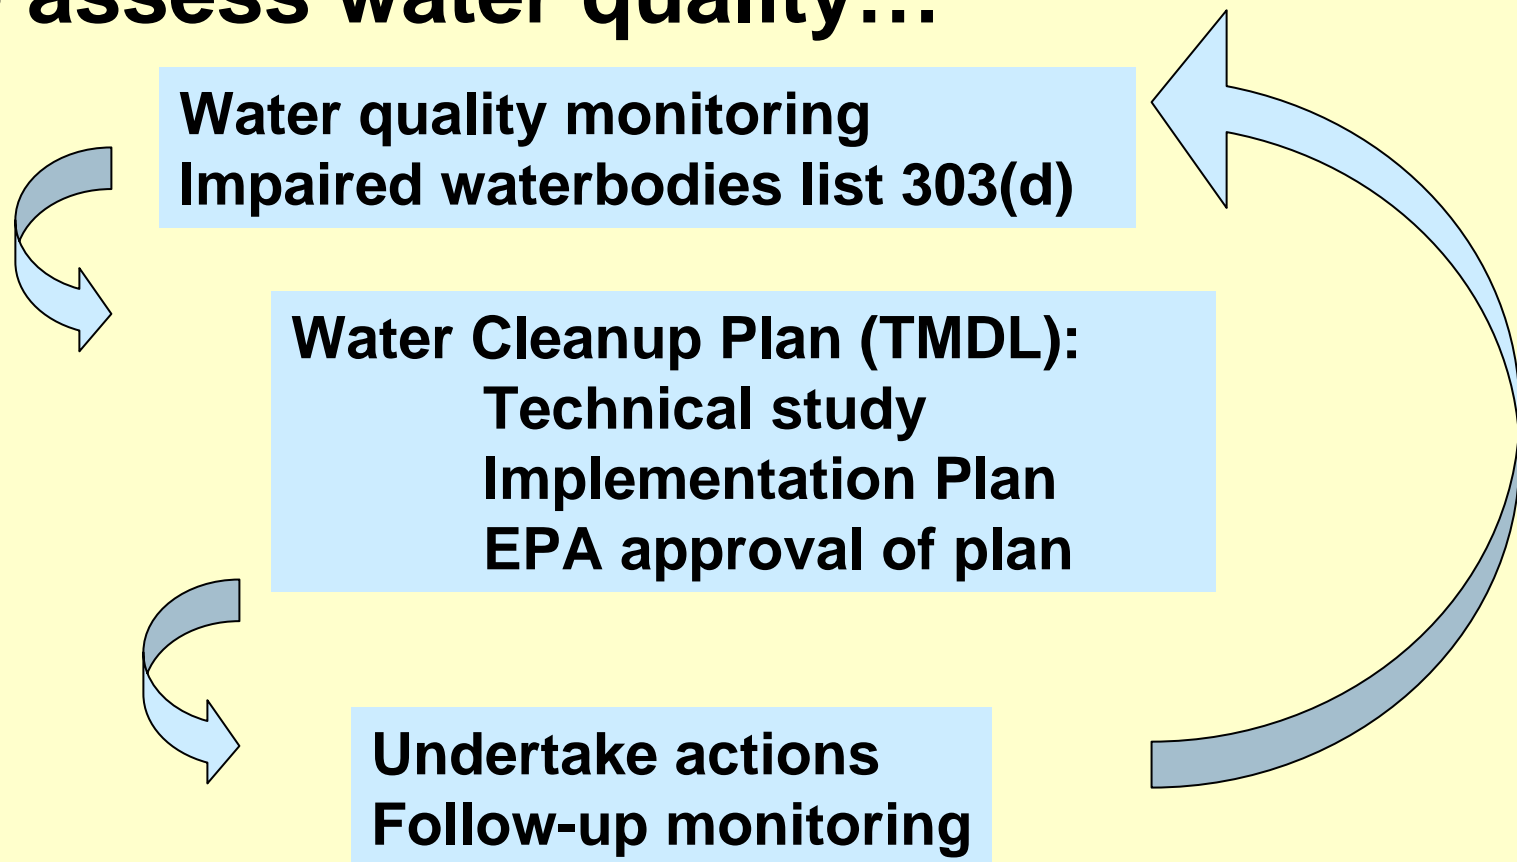 assess water quality…
Water quality monitoring
Impaired waterbodies list 303(d)
Water Cleanup Plan (TMDL):
Technical study
Implementation Plan
EPA approval of plan
Undertake actions
Follow-up monitoring